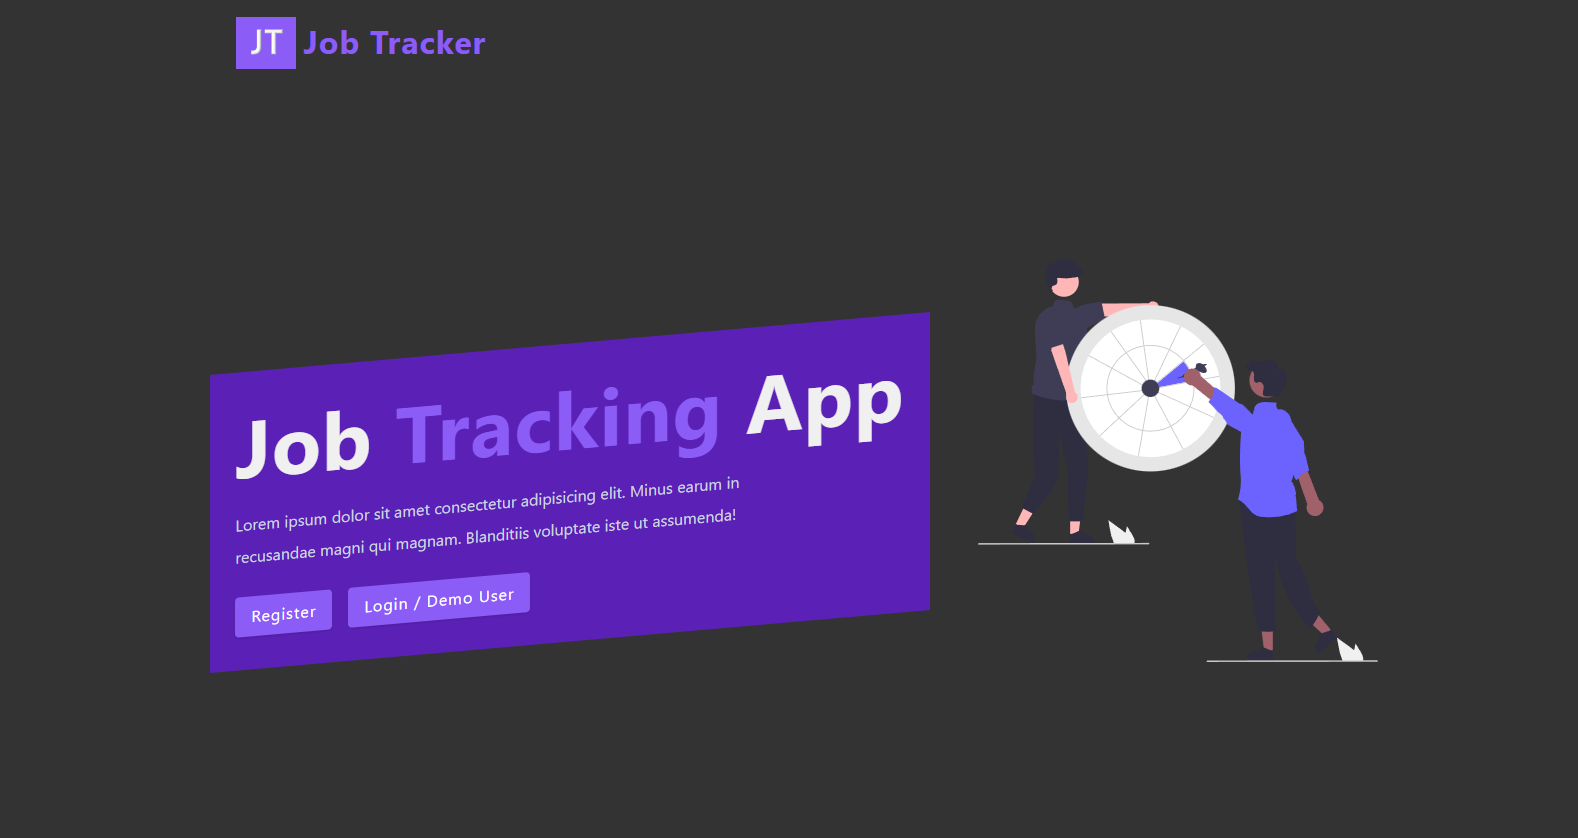 JT Job Tracker
Job Tracking App
Lorem ipsum dolor sit amet consectetur adipisicing elit. Minus earum in
recusandae magni qui magnam. Blanditiis voluptate iste ut assumenda!
Register Login / Demo User